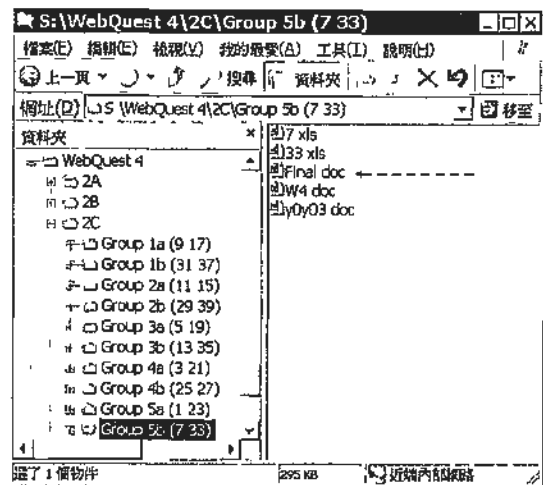 S:\WebQuest 4\2C\Group 5b (7 33)
檔案(F) 編輯(E) 檢視(V) 我的最愛(A) 工具(T) 說明(H)
上一頁 搜尋 資料夾
網址(D) S \WebQuest 4\2C\Group 5b (7 33) 移至
資料夾
WebQuest 4
2A
2B
2C
Group 1a (9 17)
Group 1b (31 37)
Group 2a (11 15)
Group 2b (29 39)
Group 3a (5 19)
Group 3b (13 35)
Group 4a (3 21)
Group 4b (25 27)
Group 5a (1 23)
Group 5b (7 33)
7 xls
33 xls
Final doc
W4 doc
y0y03 doc
選了 1 個物件 295 KB 近端內部網路